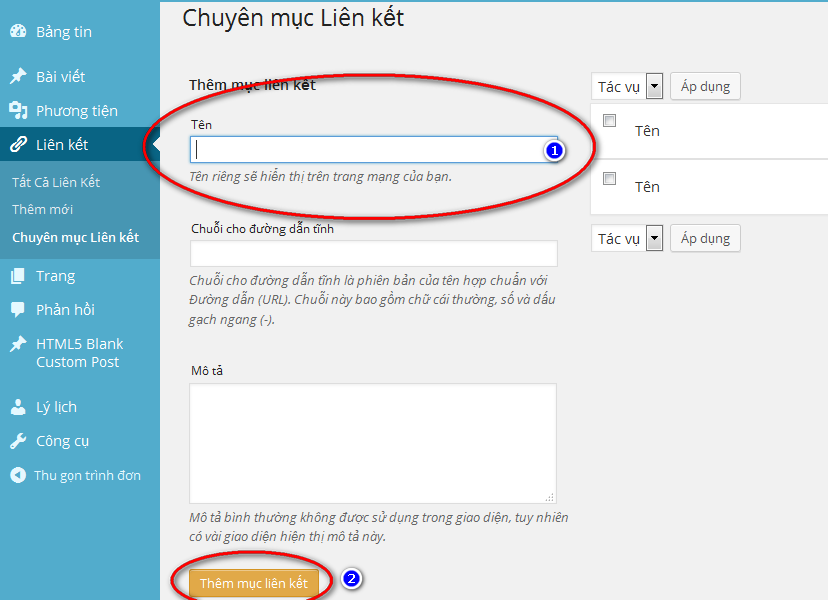 Chuyên mục Liên kết
Bảng tin
Bài viết
Phương tiện
Liên kết
Tất Cả Liên Kết
Thêm mới
Chuyên mục Liên kết
Trang
Phản hồi
HTML5 Blank
Custom Post
Lý lịch
Công cụ
Thu gọn trình đơn
Thêm mục liên kết
Tên
1
Tên riêng sẽ hiển thị trên trang mạng của bạn.
Chuỗi cho đường dẫn tĩnh
Chuỗi cho đường dẫn tĩnh là phiên bản của tên hợp chuẩn với
Đường dẫn (URL). Chuỗi này bao gồm chữ cái thường, số và dấu
gạch ngang (-).
Mô tả
Mô tả bình thường không được sử dụng trong giao diện, tuy nhiên
có vài giao diện hiện thị mô tả này.
Thêm mục liên kết
2
Tác vụ Áp dụng
Tên
Tên
Tác vụ Áp dụng